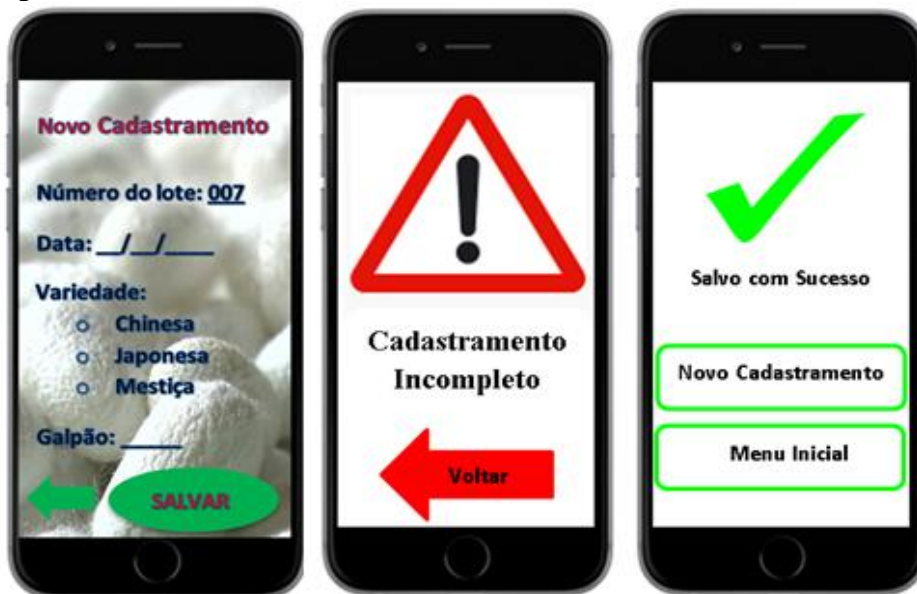 Novo Cadastramento
Número do lote: 007
Data: __/__/____
Variedade:
Chinesa
Japonesa
Mestiça
Galpão: _____
SALVAR
!
Cadastramento
Incompleto
Voltar
Salvo com Sucesso
Novo Cadastramento
Menu Inicial